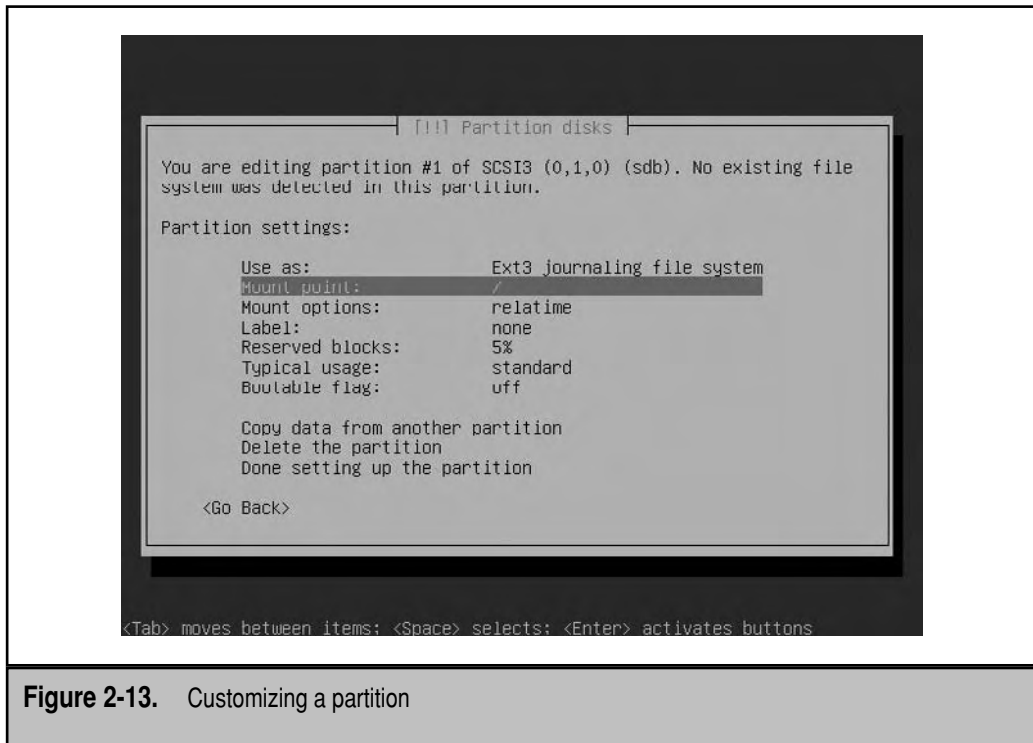 [!!] Partition disks
You are editing partition #1 of SCSI3 (0,1,0) (sdb). No existing file
system was detected in this partition.
Partition settings:
Use as: Ext3 journaling file system
Mount point: /
Mount options: relatime
Label: none
Reserved blocks: 5%
Typical usage: standard
Bootable flag: off
Copy data from another partition
Delete the partition
Done setting up the partition
<Go Back>
<Tab> moves between items; <Space> selects; <Enter> activates buttons
Figure 2-13. Customizing a partition